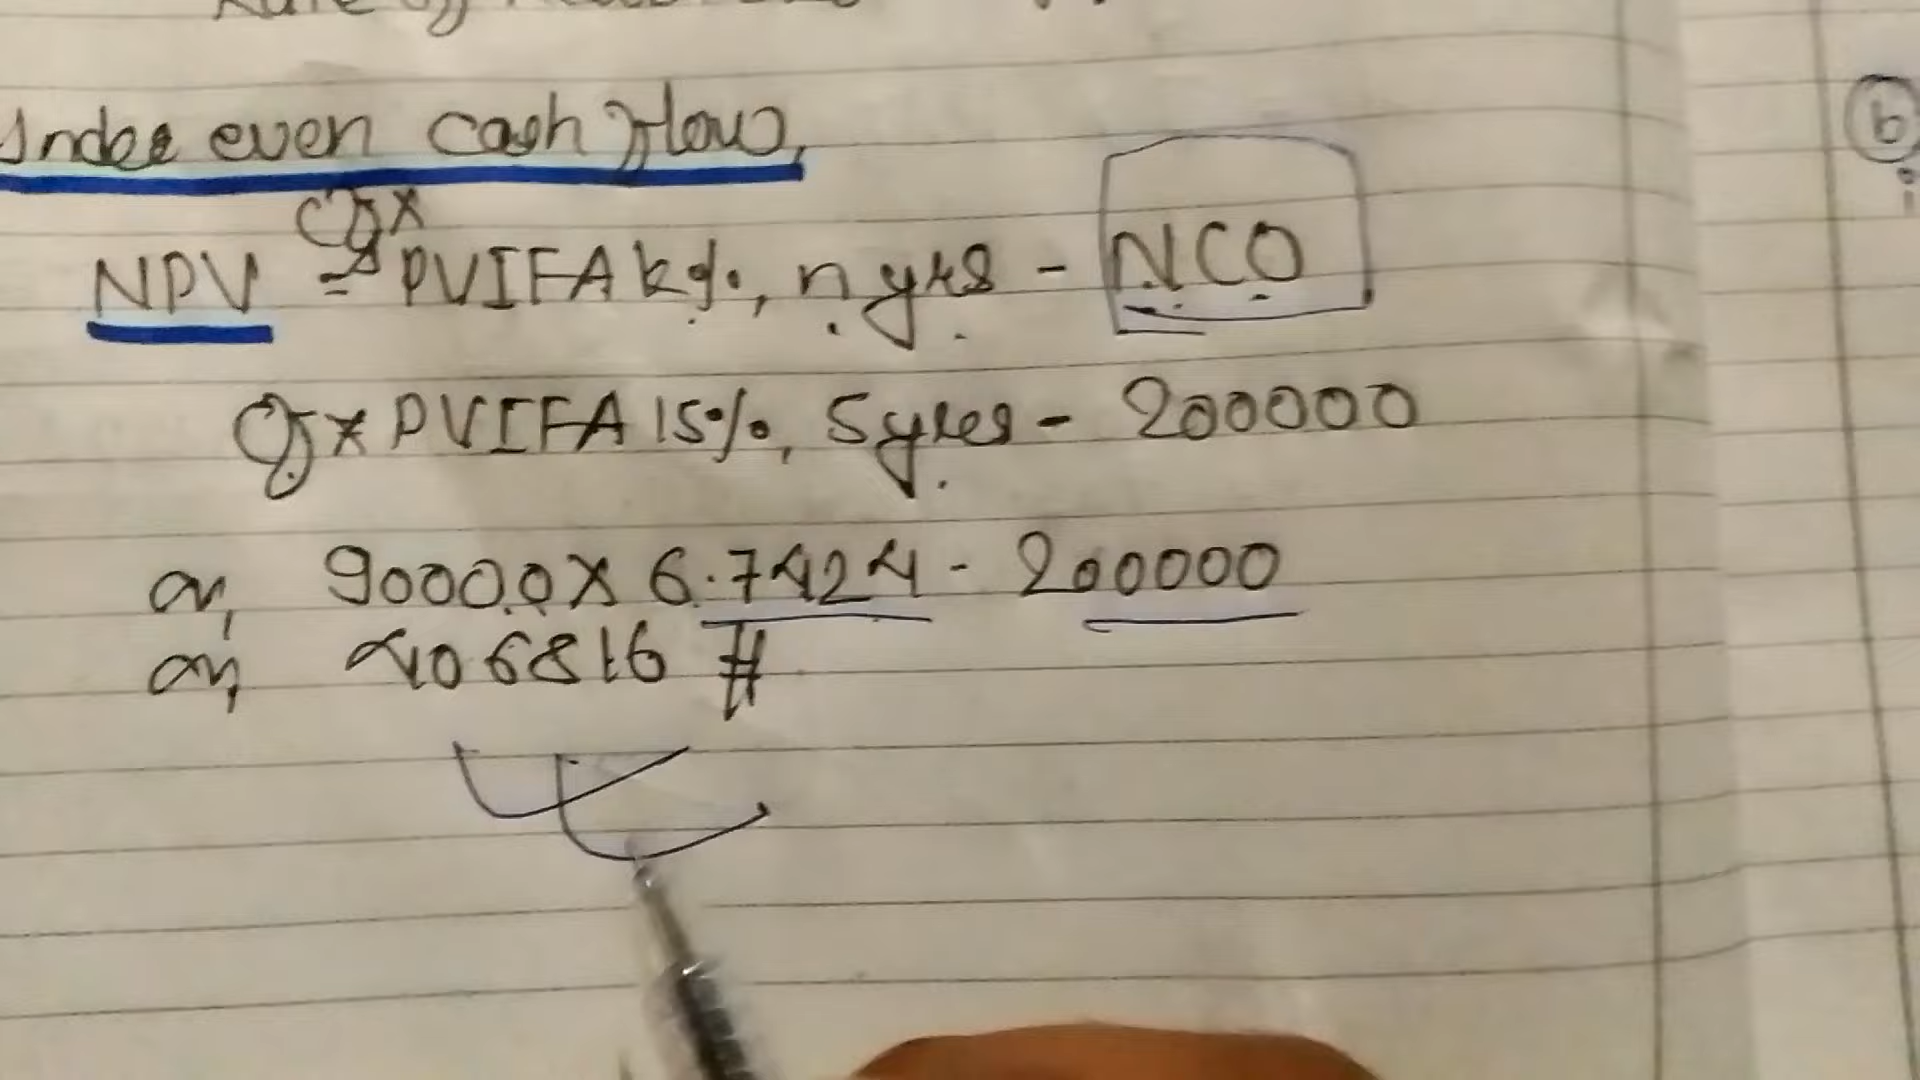 Under even cash flow,
Cfx
NPV = PVIFA k%, n yrs - NCO
Cf x PVIFA 15%, 5 yrs - 200000
or, 90000 x 6.7424 - 200000
or, 406816 #
b